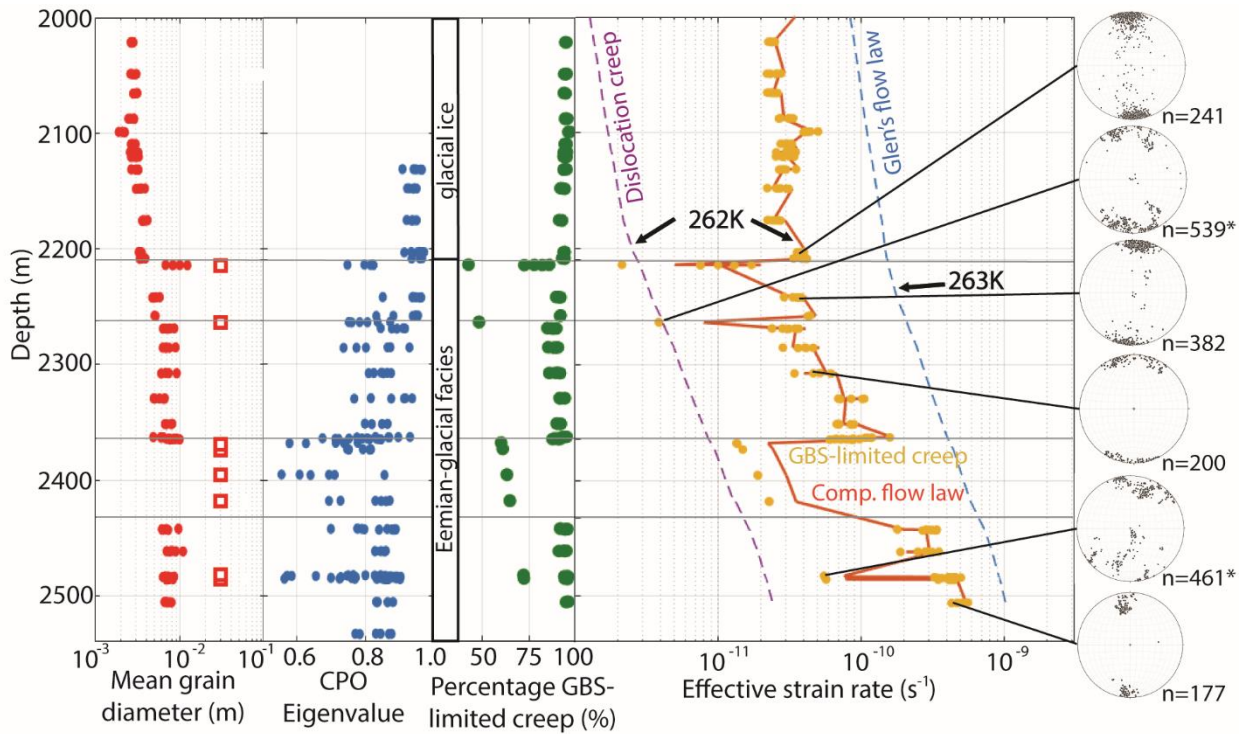 2000
2100
2200
2300
2400
2500
Depth (m)
10-3
10-2
10-1
Mean grain
diameter (m)
0.6
0.8
1.0
CPO
Eigenvalue
glacial ice
Eemian-glacial facies
50
75
100
Percentage GBS-
limited creep (%)
Dislocation creep
Glen's flow law
262K
263K
GBS-limited creep
Comp. flow law
10-11
10-10
10-9
Effective strain rate (s-1)
n=241
n=539*
n=382
n=200
n=461*
n=177